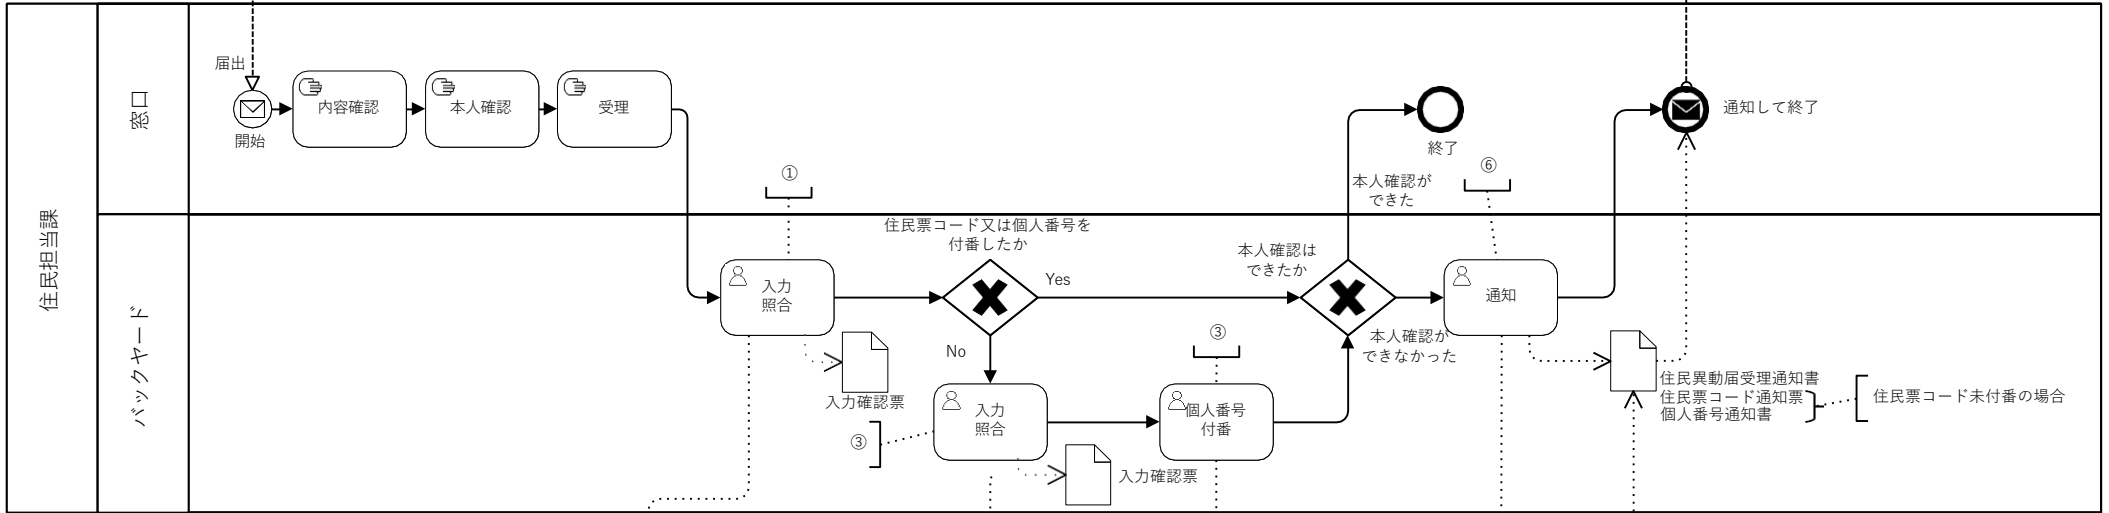 住民担当課
窓口
バックヤード
届出
開始
内容確認
本人確認
受理
①
入力
照合
入力確認票
住民票コード又は個人番号を
付番したか
Yes
No
③
入力
照合
入力確認票
③
個人番号
付番
本人確認は
できたか
本人確認が
できた
終了
本人確認が
できなかった
⑥
通知
通知して終了
住民異動届受理通知書
住民票コード通知票
個人番号通知書
住民票コード未付番の場合